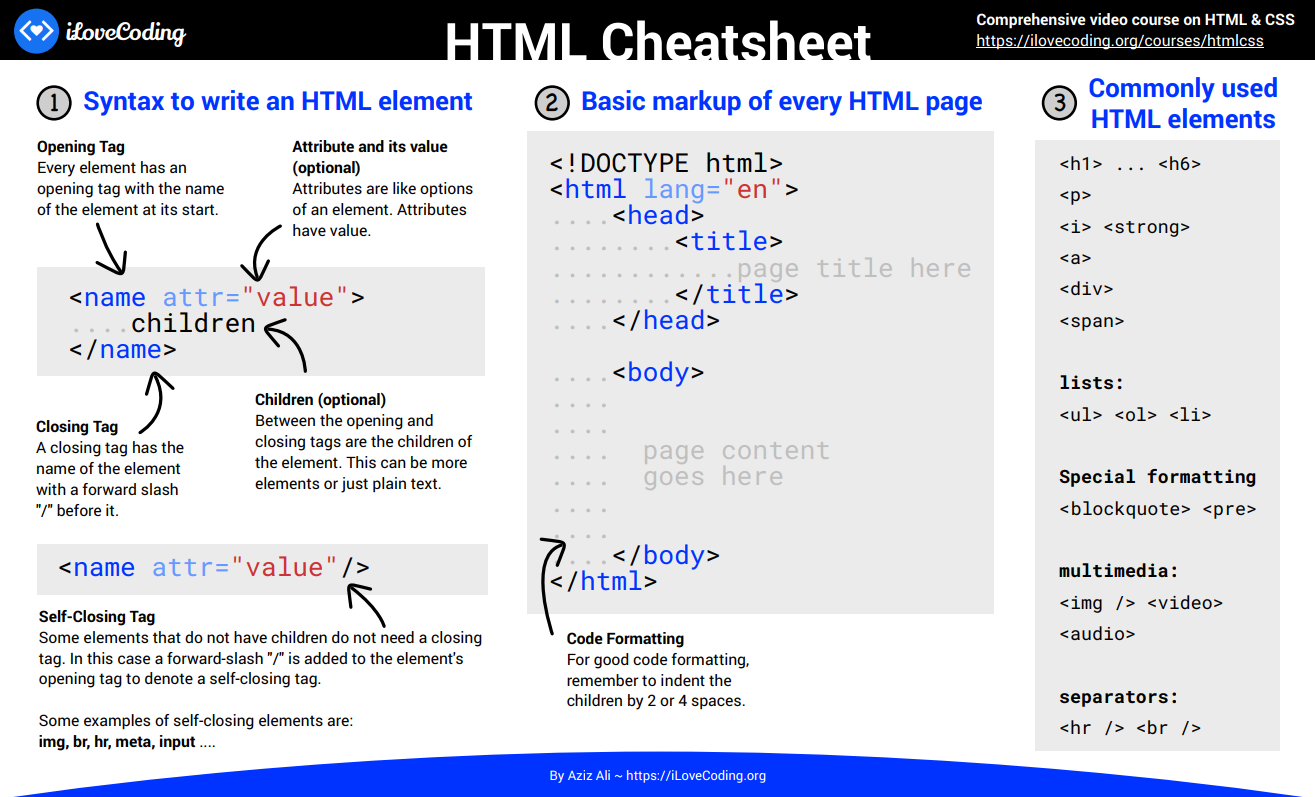 iLoveCoding
HTML Cheatsheet
Comprehensive video course on HTML & CSS
https://ilovecoding.org/courses/htmlcss
1 Syntax to write an HTML element
Opening Tag
Every element has an
opening tag with the name
of the element at its start.
Attribute and its value
(optional)
Attributes are like options
of an element. Attributes
have value.
<name attr="value">
....children
</name>
Closing Tag
A closing tag has the
name of the element
with a forward slash
"/" before it.
Children (optional)
Between the opening and
closing tags are the children of
the element. This can be more
elements or just plain text.
<name attr="value"/>
Self-Closing Tag
Some elements that do not have children do not need a closing
tag. In this case a forward-slash "/" is added to the element's
opening tag to denote a self-closing tag.
Some examples of self-closing elements are:
img, br, hr, meta, input ....
2 Basic markup of every HTML page
<!DOCTYPE html>
<html lang="en">
....<head>
........<title>
............page title here
........</title>
....</head>
....<body>
....
....
.... page content
.... goes here
....
....
....</body>
</html>
Code Formatting
For good code formatting,
remember to indent the
children by 2 or 4 spaces.
3 Commonly used
HTML elements
<h1> ... <h6>
<p>
<i> <strong>
<a>
<div>
<span>
lists:
<ul> <ol> <li>
Special formatting
<blockquote> <pre>
multimedia:
<img /> <video>
<audio>
separators:
<hr /> <br />
By Aziz Ali ~ https://iLoveCoding.org